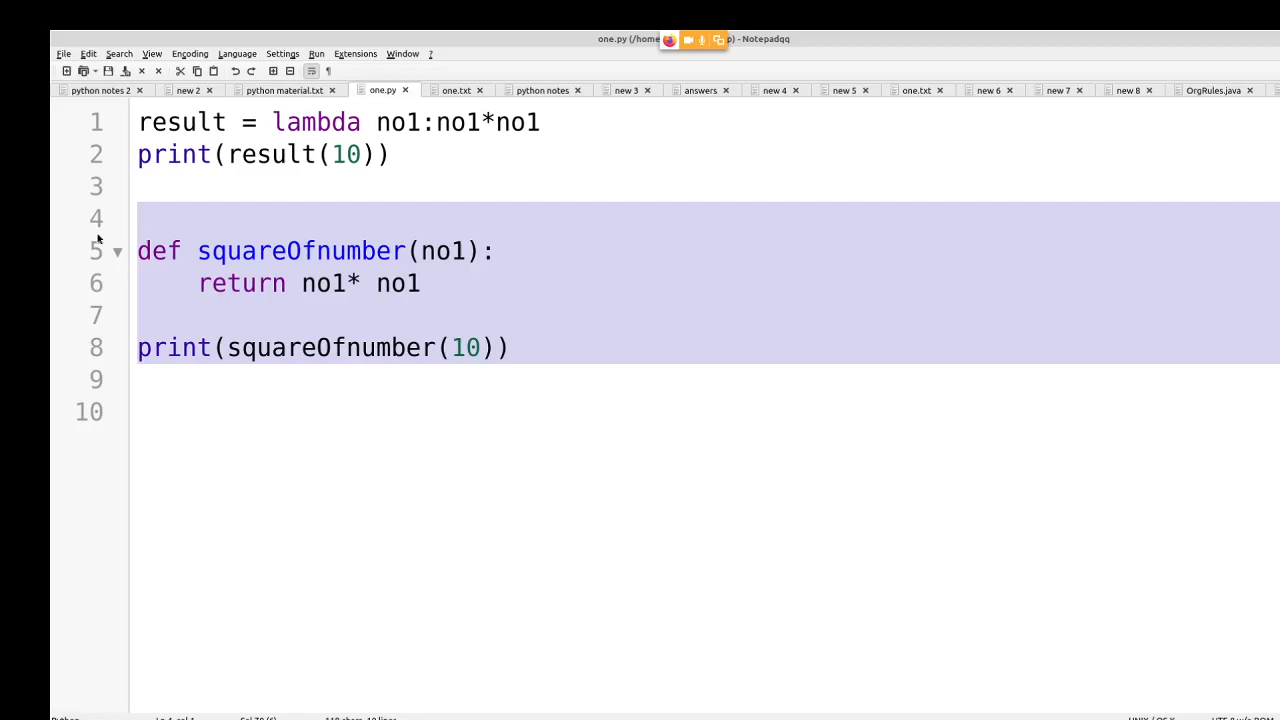 one.py (/home p) - Notepadqq
File Edit Search View Encoding Language Settings Run Extensions Window ?
python notes 2 new 2 python material.txt one.py one.txt python notes new 3 answers new 4 new 5 one.txt new 6 new 7 new 8 OrgRules.java
1 result = lambda no1:no1*no1
2 print(result(10))
3
4
5 def squareOfnumber(no1):
6 return no1* no1
7
8 print(squareOfnumber(10))
9
10